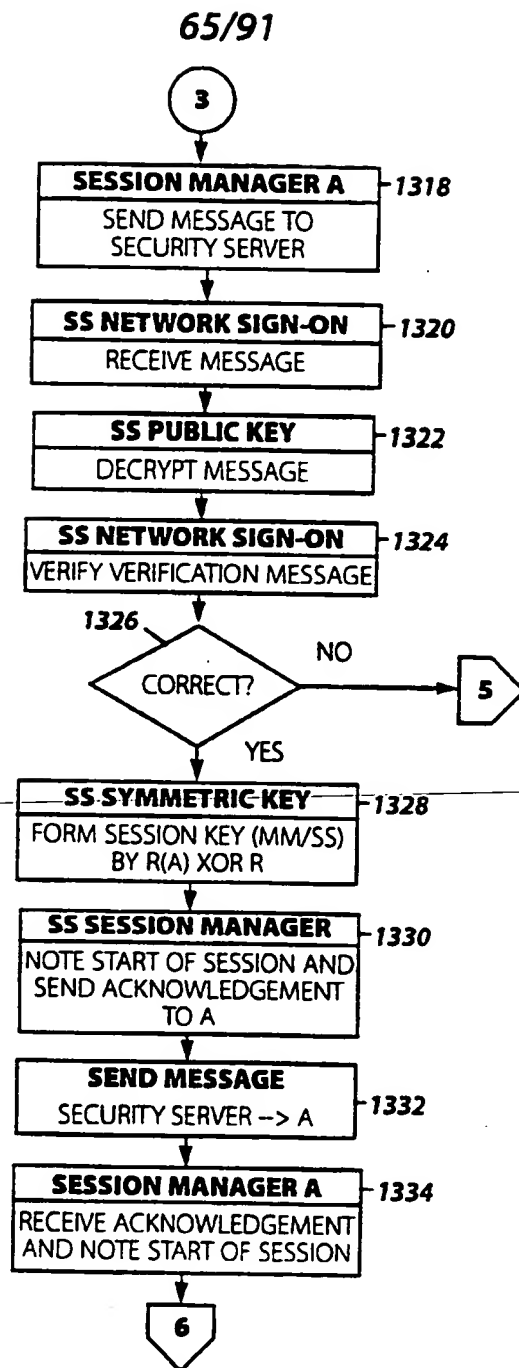 65/91
3
SESSION MANAGER A
1318
SEND MESSAGE TO
SECURITY SERVER
SS NETWORK SIGN-ON
1320
RECEIVE MESSAGE
SS PUBLIC KEY
1322
DECRYPT MESSAGE
SS NETWORK SIGN-ON
1324
VERIFY VERIFICATION MESSAGE
1326
CORRECT?
NO
5
YES
SS SYMMETRIC KEY
1328
FORM SESSION KEY (MM/SS)
BY R(A) XOR R
SS SESSION MANAGER
1330
NOTE START OF SESSION AND
SEND ACKNOWLEDGEMENT
TO A
SEND MESSAGE
1332
SECURITY SERVER --> A
SESSION MANAGER A
1334
RECEIVE ACKNOWLEDGEMENT
AND NOTE START OF SESSION
6